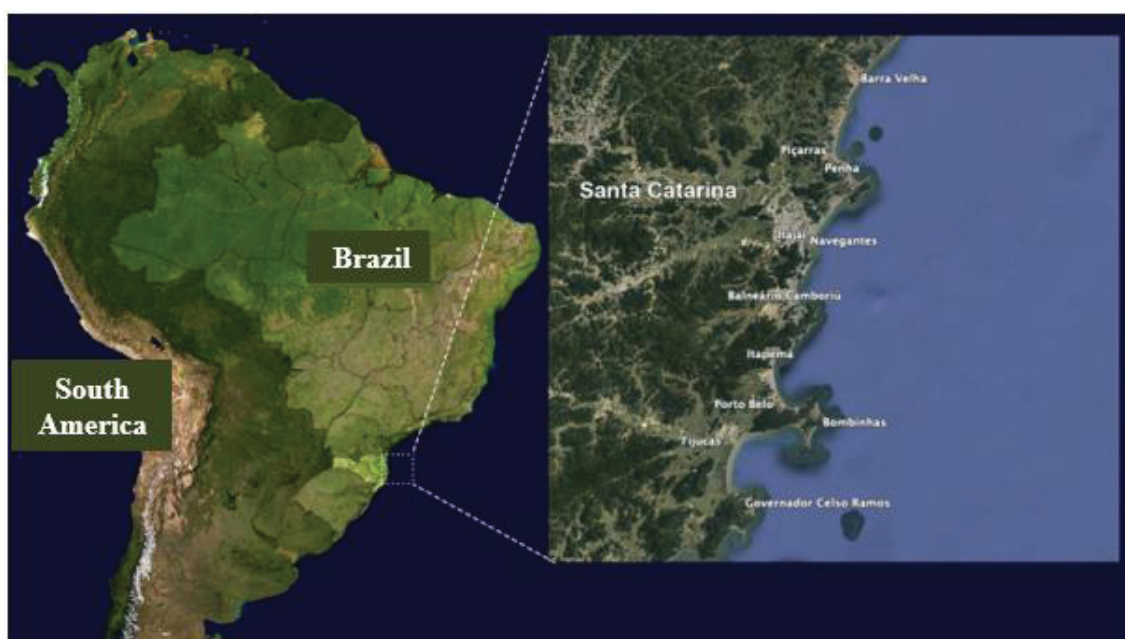 Brazil
South
America
Barra Velha
Piçarras
Penha
Santa Catarina
Itajaí
Navegantes
Balneário Camboriú
Itapema
Porto Belo
Bombinhas
Tijucas
Governador Celso Ramos